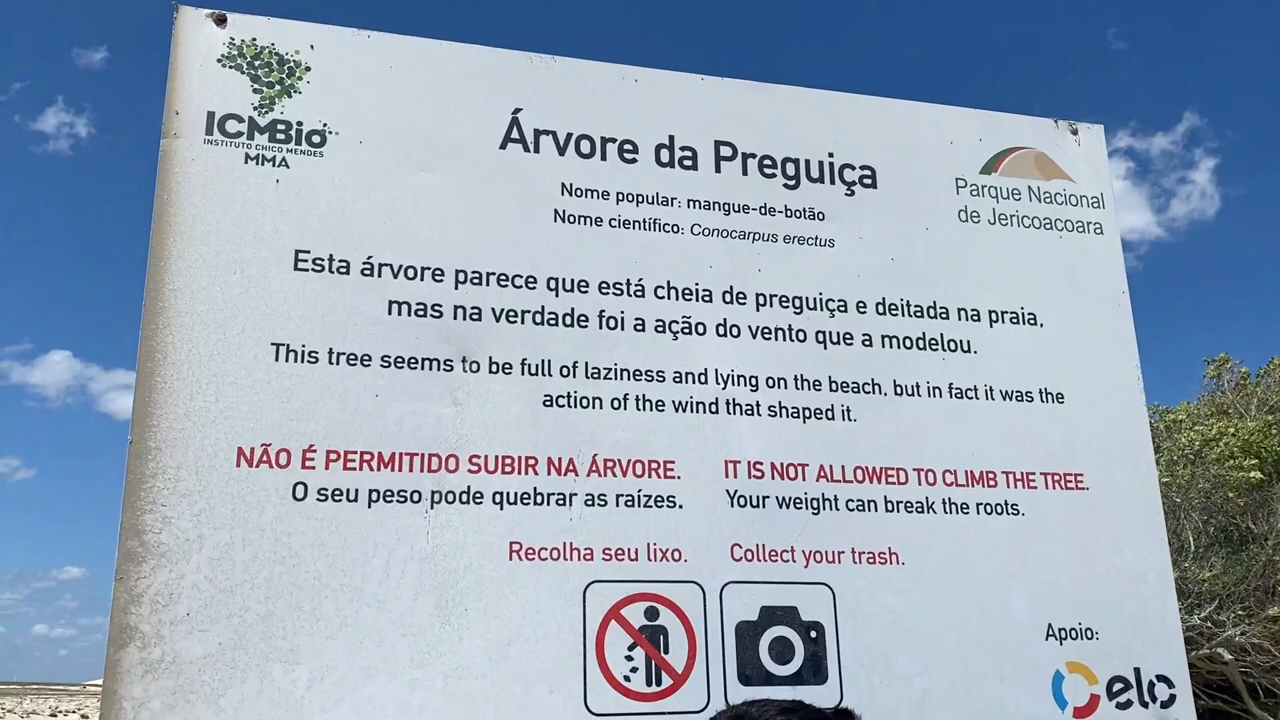 ICMBio
INSTITUTO CHICO MENDES
MMA
Árvore da Preguiça
Nome popular: mangue-de-botão
Nome científico: Conocarpus erectus
Parque Nacional
de Jericoacoara
Esta árvore parece que está cheia de preguiça e deitada na praia,
mas na verdade foi a ação do vento que a modelou.
This tree seems to be full of laziness and lying on the beach, but in fact it was the
action of the wind that shaped it.
NÃO É PERMITIDO SUBIR NA ÁRVORE.
O seu peso pode quebrar as raízes.
IT IS NOT ALLOWED TO CLIMB THE TREE.
Your weight can break the roots.
Recolha seu lixo.
Collect your trash.
Apoio:
elo